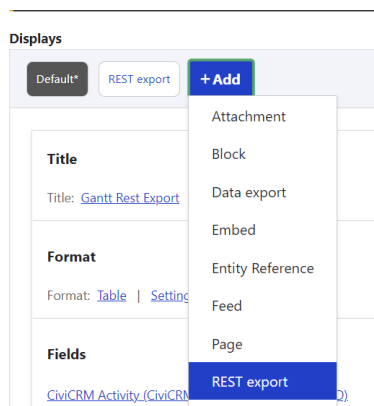 Displays
Default* REST export +Add
Attachment
Block
Data export
Embed
Entity Reference
Feed
Page
REST export
Title
Title: Gantt Rest Export
Format
Format: Table | Setting
Fields
CiviCRM Activity (CiviCRM D)